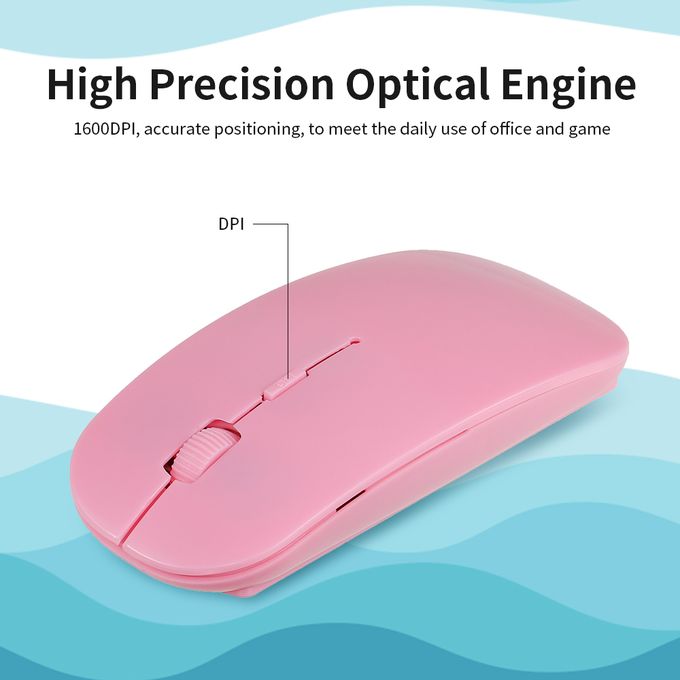 High Precision Optical Engine
1600DPI, accurate positioning, to meet the daily use of office and game
DPI